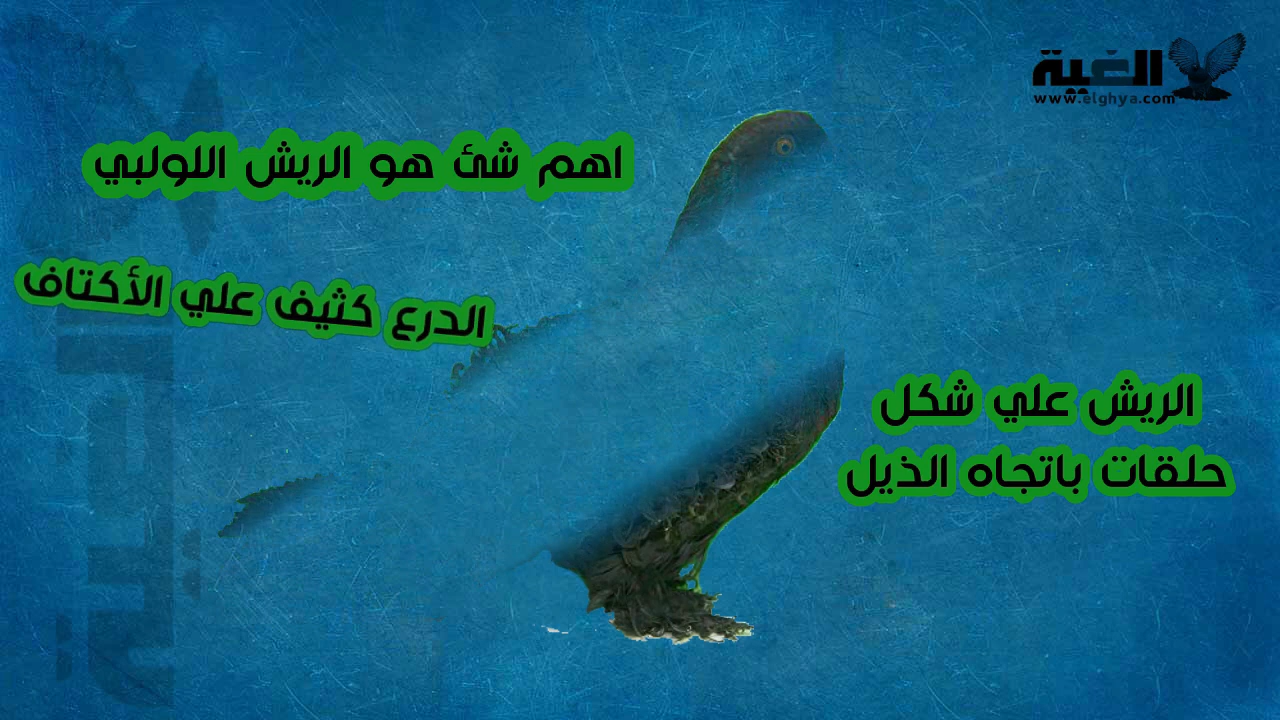 الغية
www.elghya.com
اهم شئ هو الريش اللولبي
الدرع كثيف علي الأكتاف
الريش علي شكل
حلقات باتجاه الذيل